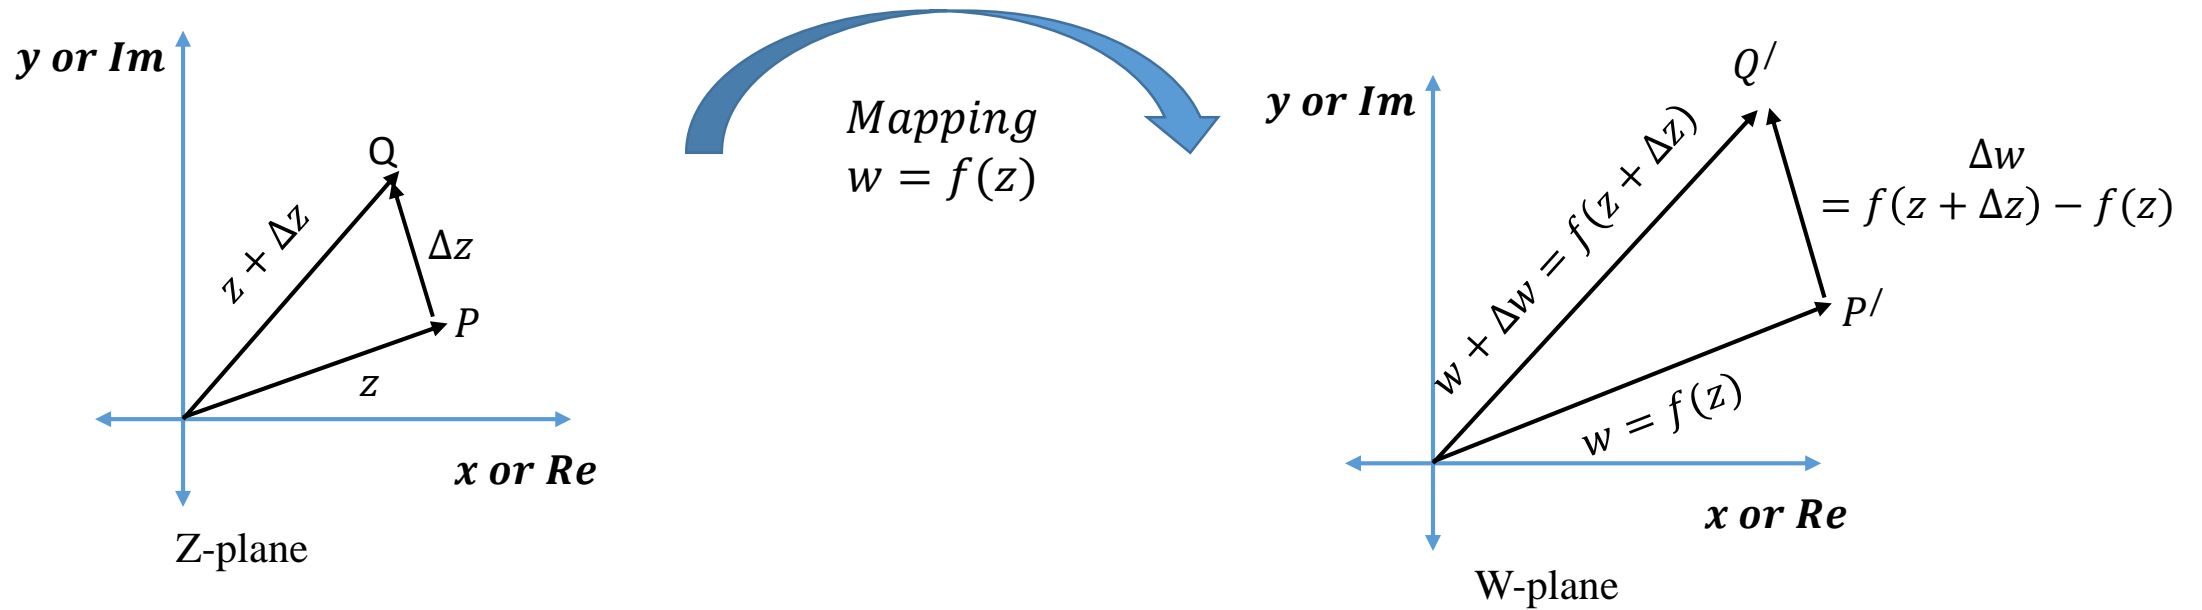 y or Im
Q
z + Δz
Δz
P
z
x or Re
Z-plane
Mapping
w = f(z)
y or Im
Q/
w + Δw = f(z + Δz)
Δw
= f(z + Δz) − f(z)
P/
w = f(z)
x or Re
W-plane